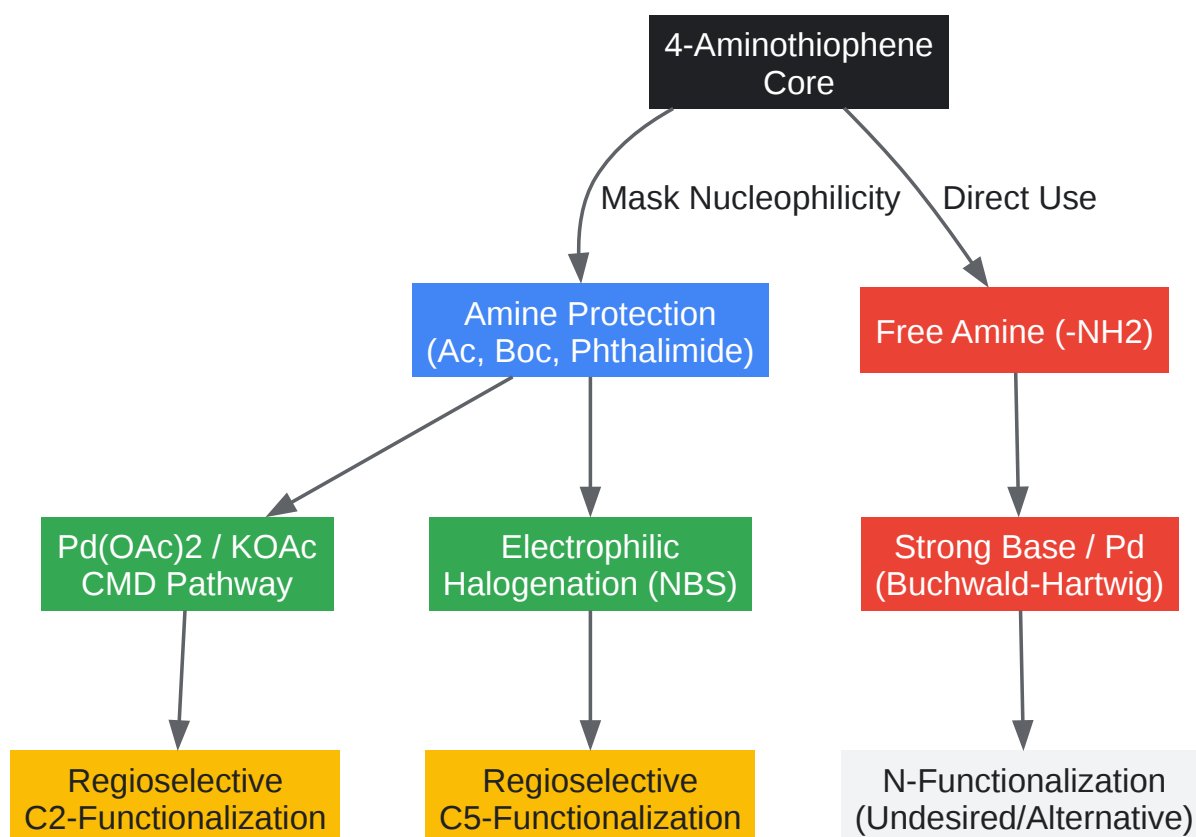 4-Aminothiophene
Core
Mask Nucleophilicity
Direct Use
Amine Protection
(Ac, Boc, Phthalimide)
Free Amine (-NH2)
Pd(OAc)2 / KOAc
CMD Pathway
Electrophilic
Halogenation (NBS)
Strong Base / Pd
(Buchwald-Hartwig)
Regioselective
C2-Functionalization
Regioselective
C5-Functionalization
N-Functionalization
(Undesired/Alternative)